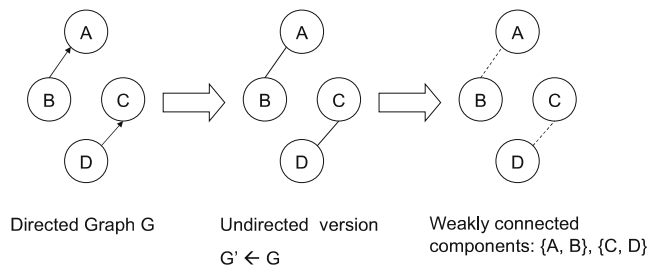 A
A
A
B
C
B
C
B
C
D
D
D
Directed Graph G
Undirected version
G' ← G
Weakly connected
components: {A, B}, {C, D}